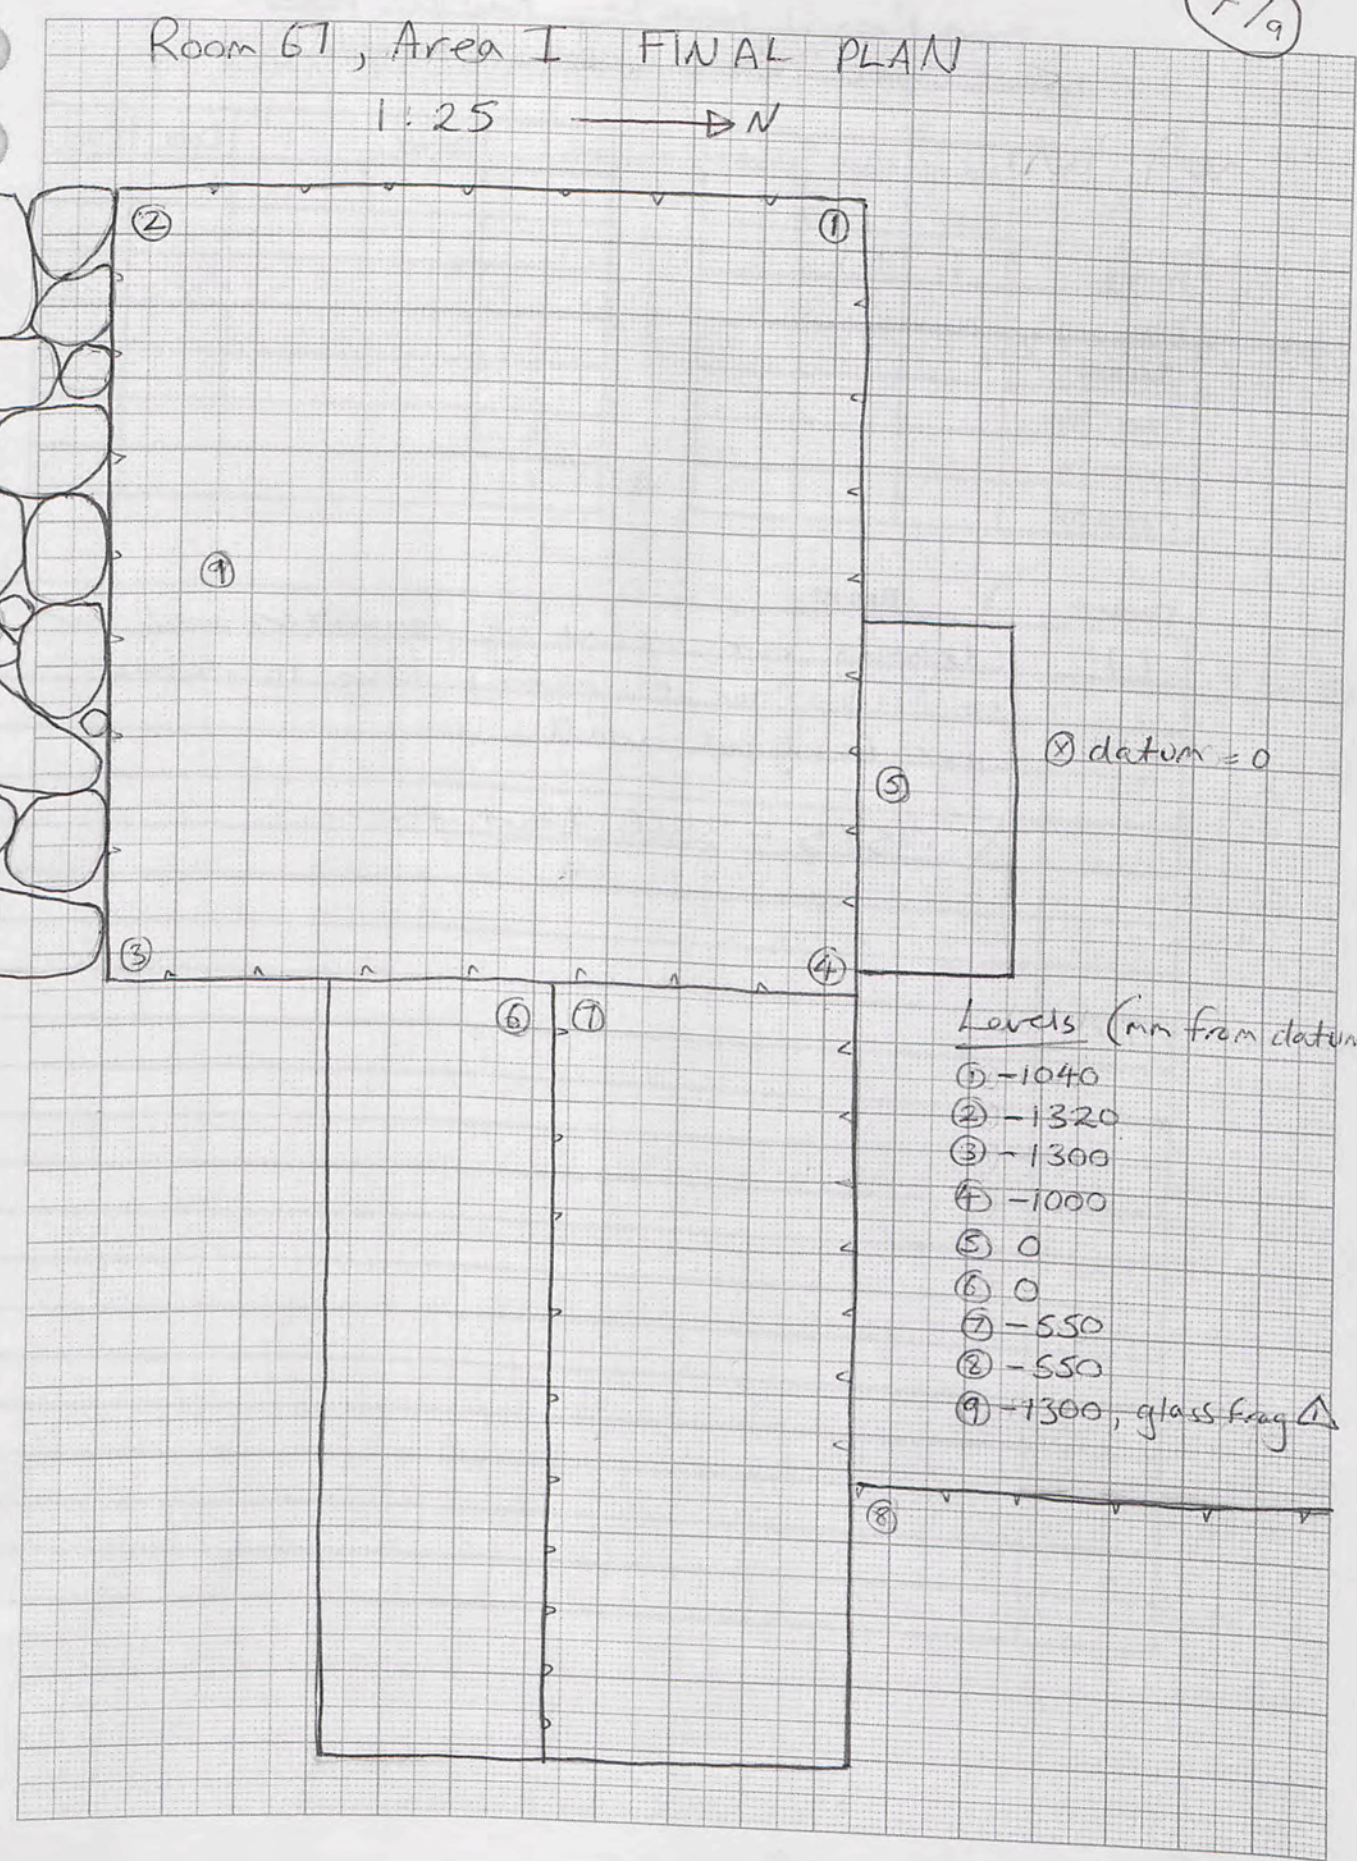 Room 67, Area I FINAL PLAN
1:25 N
② ①
⑨
ⓧ datum = 0
⑤
③ ④
⑥ ⑦
Levels (mm from datum
① -1040
② -1320
③ -1300
④ -1000
⑤ 0
⑥ 0
⑦ -550
⑧ -550
⑨ -1300, glass frag 1
⑧